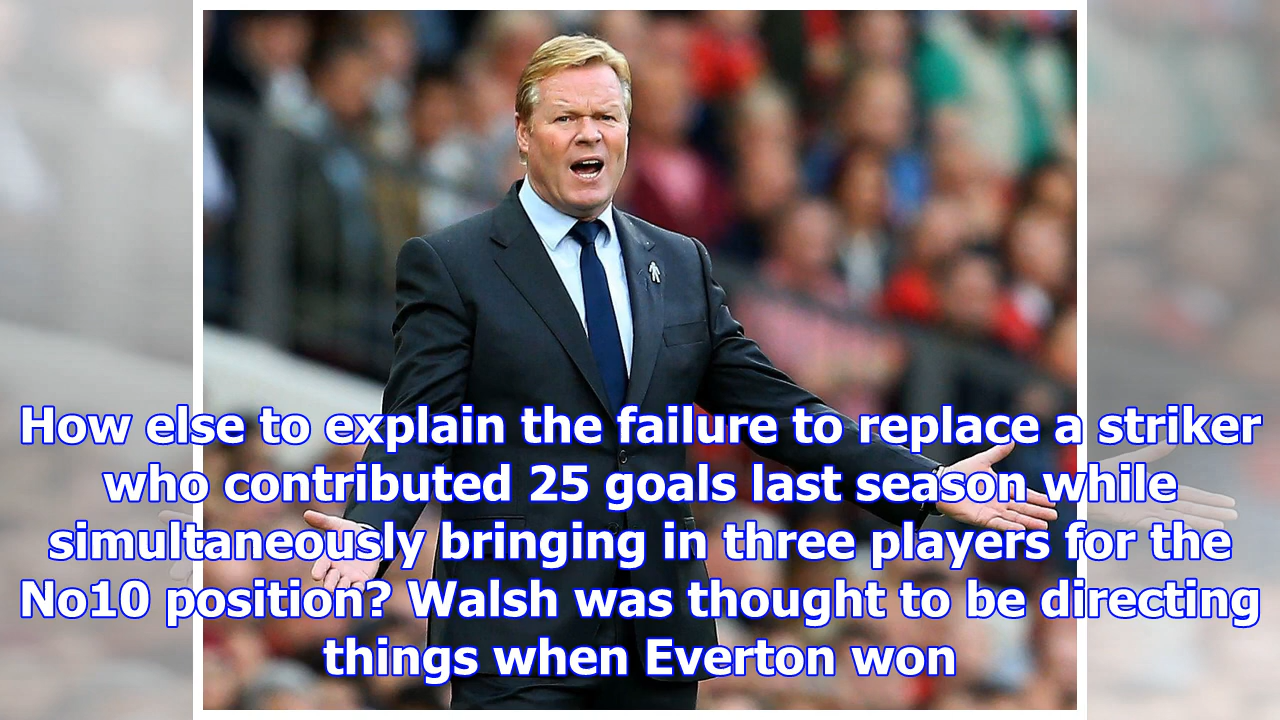 How else to explain the failure to replace a striker
who contributed 25 goals last season while
simultaneously bringing in three players for the
No10 position? Walsh was thought to be directing
things when Everton won